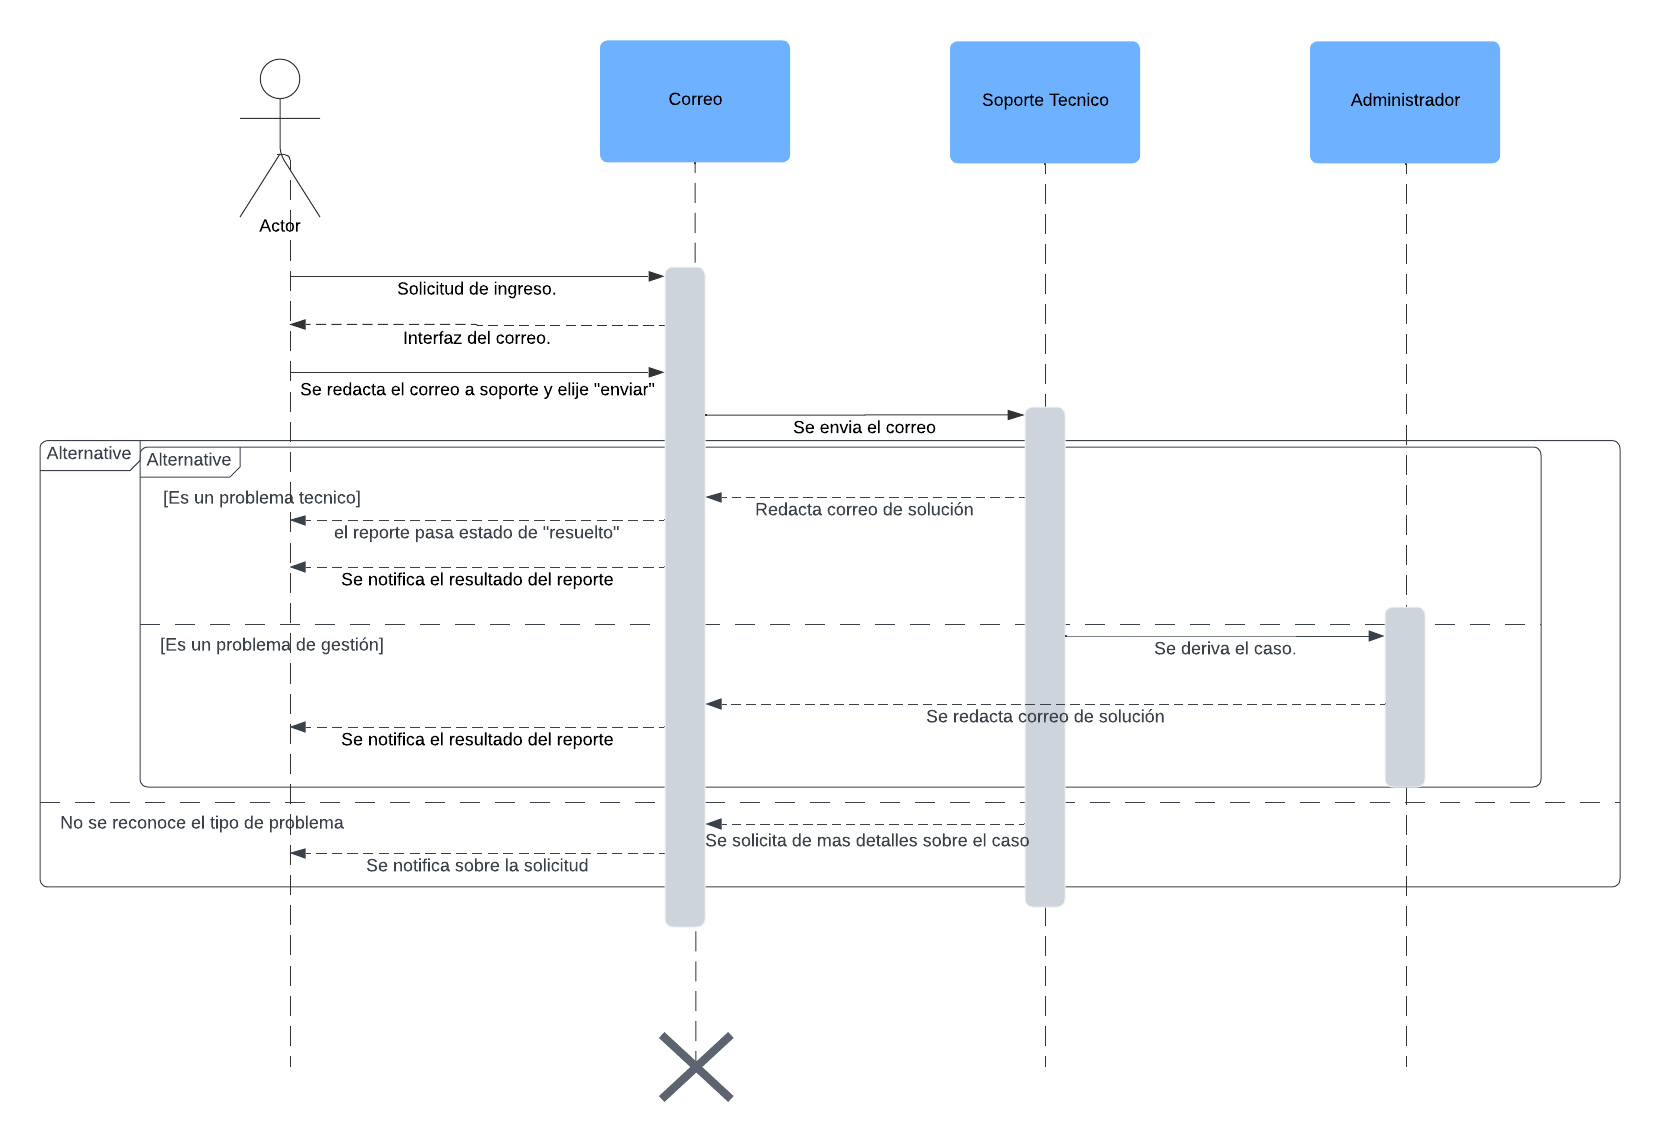 Correo
Soporte Tecnico
Administrador
Actor
Solicitud de ingreso.
Interfaz del correo.
Se redacta el correo a soporte y elije "enviar"
Se envia el correo
Alternative
Alternative
[Es un problema tecnico]
Redacta correo de solución
el reporte pasa estado de "resuelto"
Se notifica el resultado del reporte
[Es un problema de gestión]
Se deriva el caso.
Se redacta correo de solución
Se notifica el resultado del reporte
No se reconoce el tipo de problema
Se solicita de mas detalles sobre el caso
Se notifica sobre la solicitud